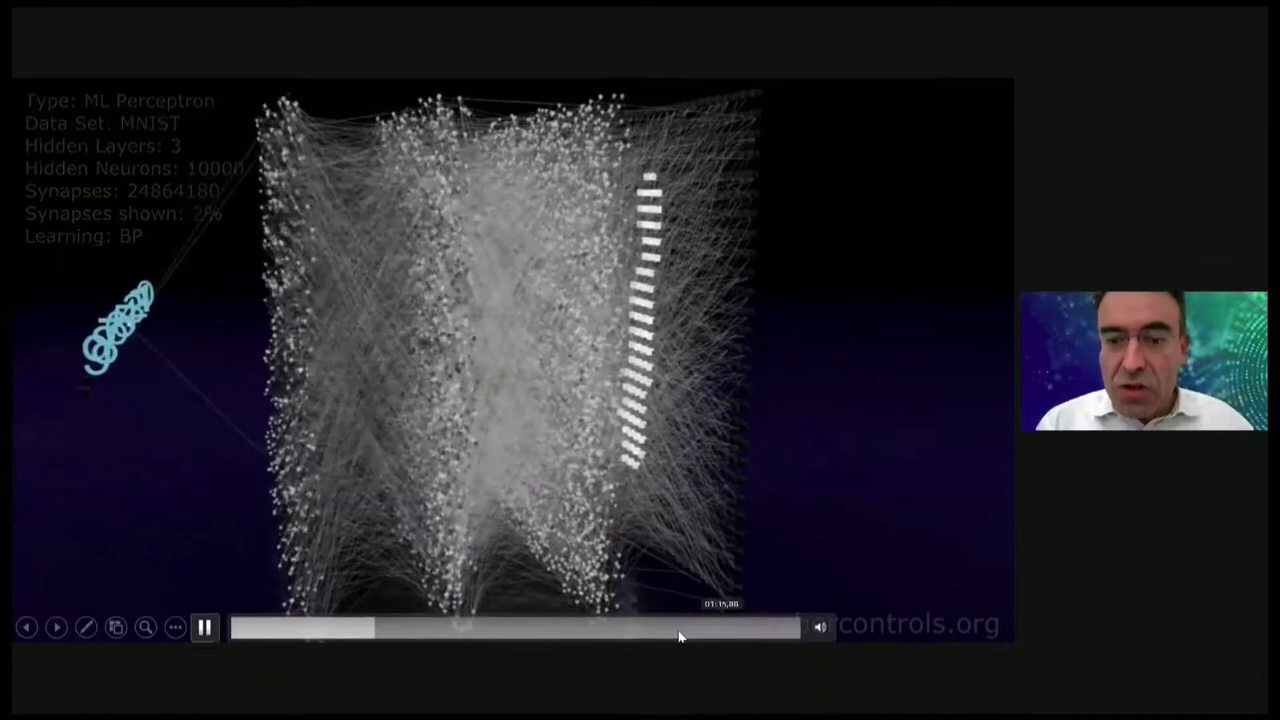 Type: ML Perceptron
Data Set: MNIST
Hidden Layers: 3
Hidden Neurons: 10000
Synapses: 24864180
Synapses shown: 2%
Learning: BP
01:15,88
rcontrols.org